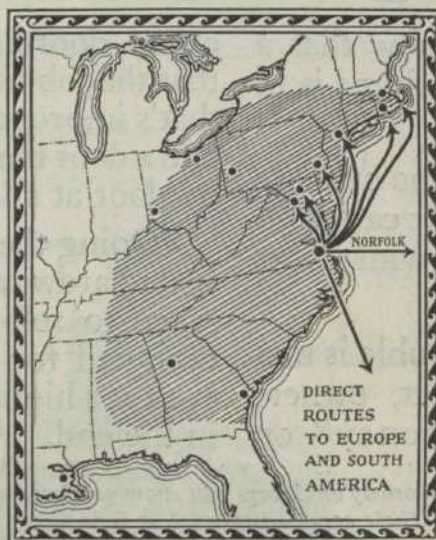 NORFOLK
DIRECT
ROUTES
TO EUROPE
AND SOUTH
AMERICA